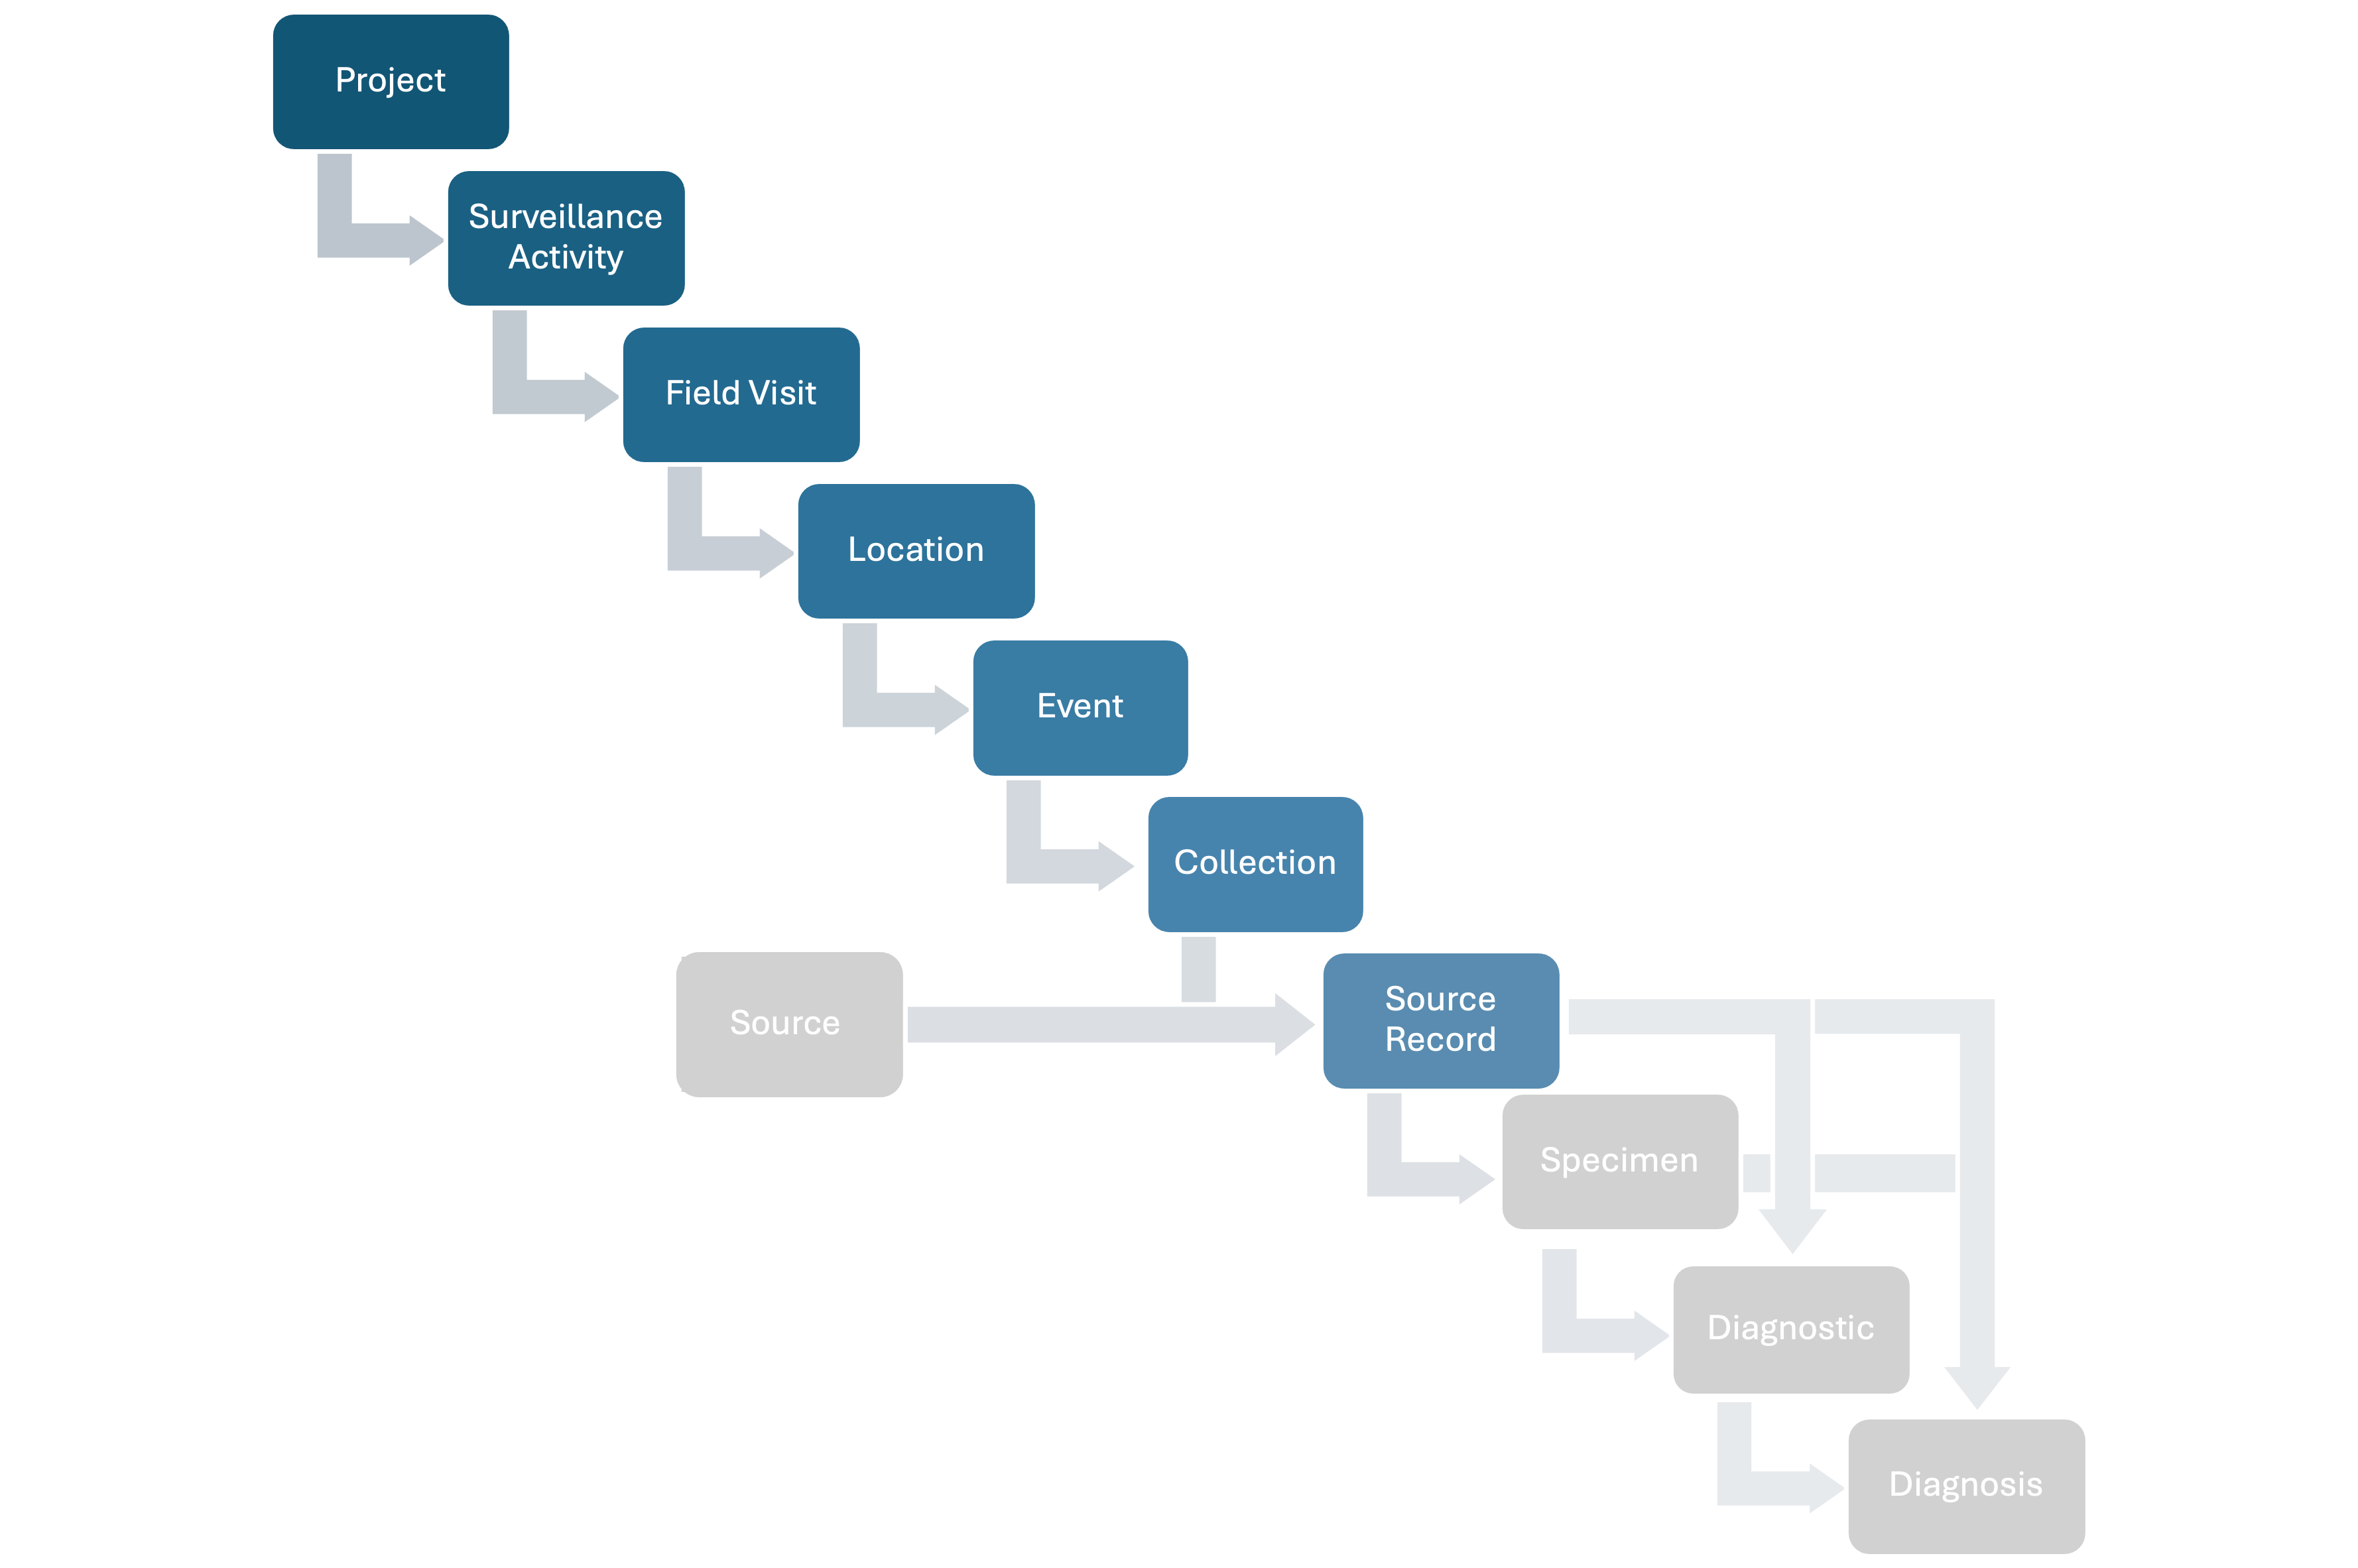 Project
Surveillance
Activity
Field Visit
Location
Event
Collection
Source
Source
Record
Specimen
Diagnostic
Diagnosis